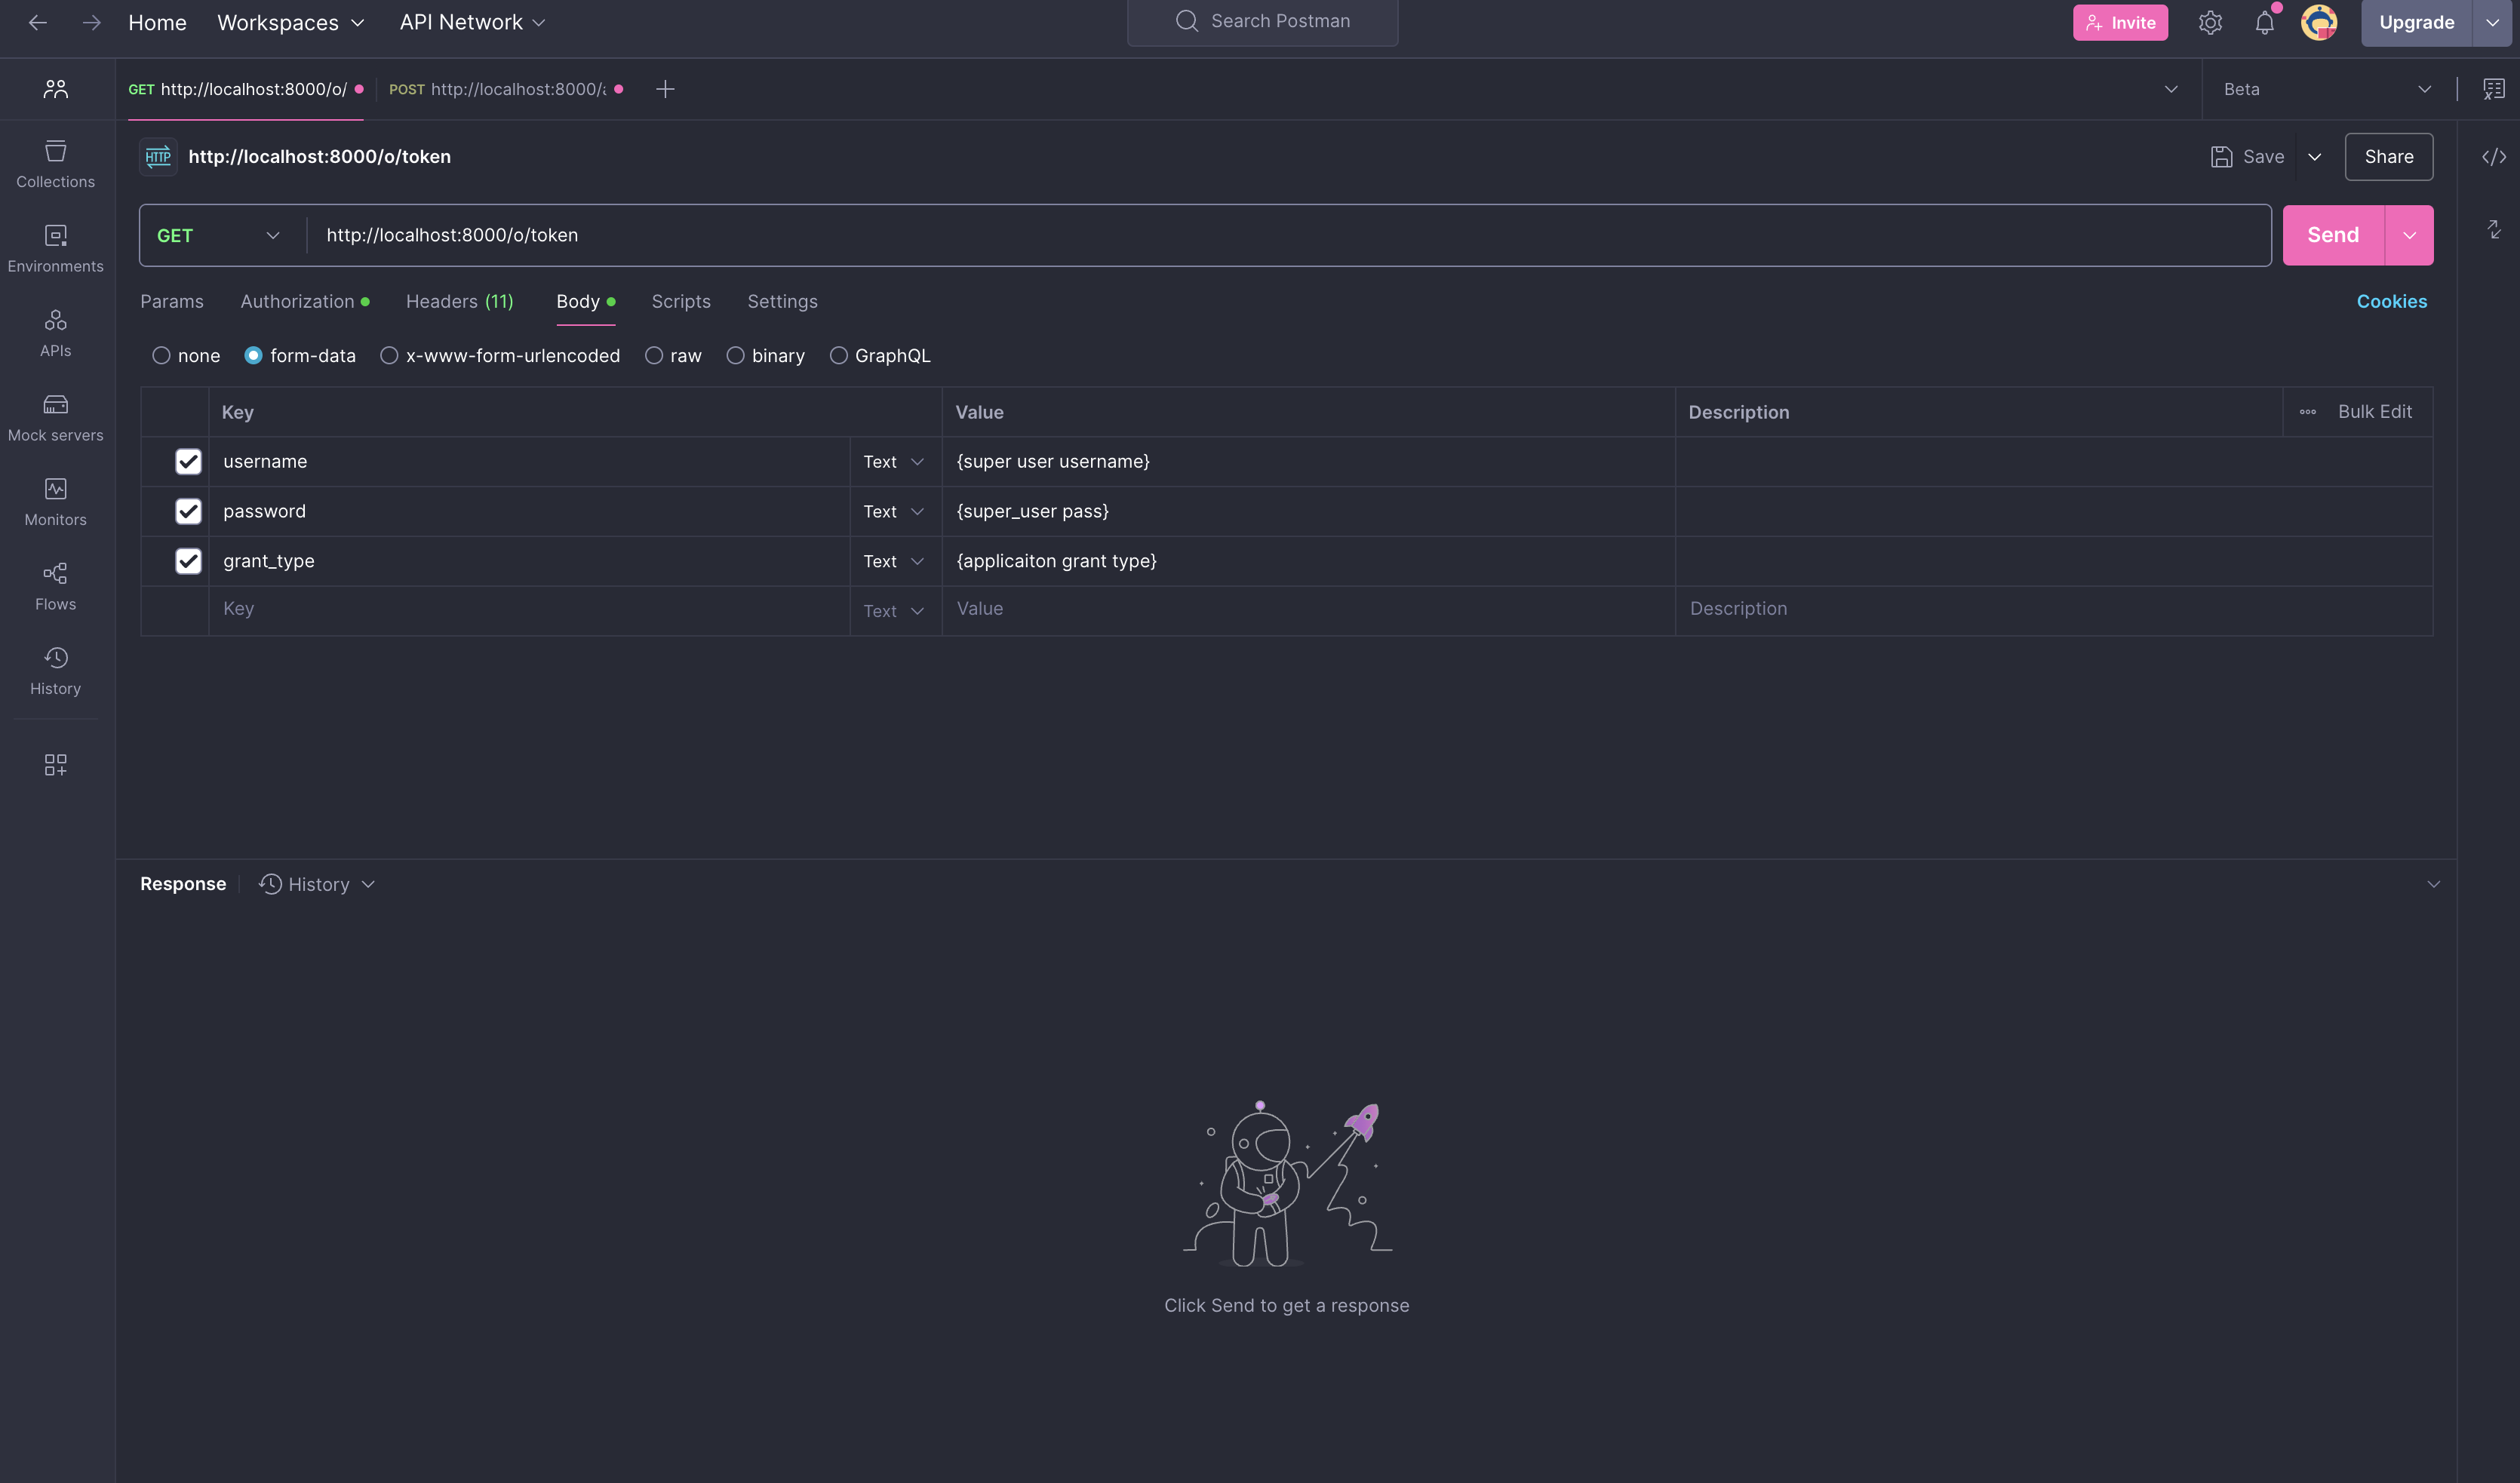 Home Workspaces API Network Search Postman Invite Upgrade
GET http://localhost:8000/o/ POST http://localhost:8000/ Beta
HTTP http://localhost:8000/o/token Save Share
Collections
GET http://localhost:8000/o/token Send
Environments
Params Authorization Headers (11) Body Scripts Settings Cookies
APIs
none form-data x-www-form-urlencoded raw binary GraphQL
Key Value Description Bulk Edit
Mock servers
username Text {super user username}
password Text {super_user pass}
Monitors
grant_type Text {applicaiton grant type}
Flows
Key Text Value Description
History
Response History
Click Send to get a response